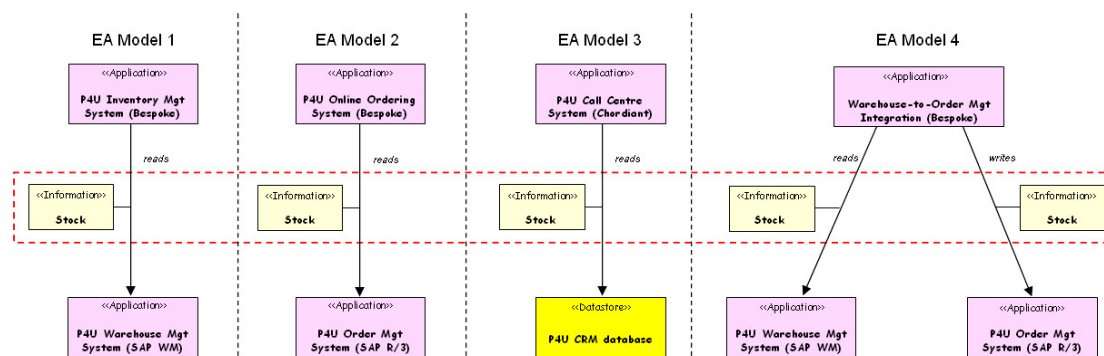 EA Model 1
EA Model 2
EA Model 3
EA Model 4
«Application»
P4U Inventory Mgt
System (Bespoke)
«Application»
P4U Online Ordering
System (Bespoke)
«Application»
P4U Call Centre
System (Chordiant)
«Application»
Warehouse-to-Order Mgt
Integration (Bespoke)
reads
reads
reads
reads
writes
«Information»
Stock
«Information»
Stock
«Information»
Stock
«Information»
Stock
«Information»
Stock
«Application»
P4U Warehouse Mgt
System (SAP WM)
«Application»
P4U Order Mgt
System (SAP R/3)
«Datastore»
P4U CRM database
«Application»
P4U Warehouse Mgt
System (SAP WM)
«Application»
P4U Order Mgt
System (SAP R/3)